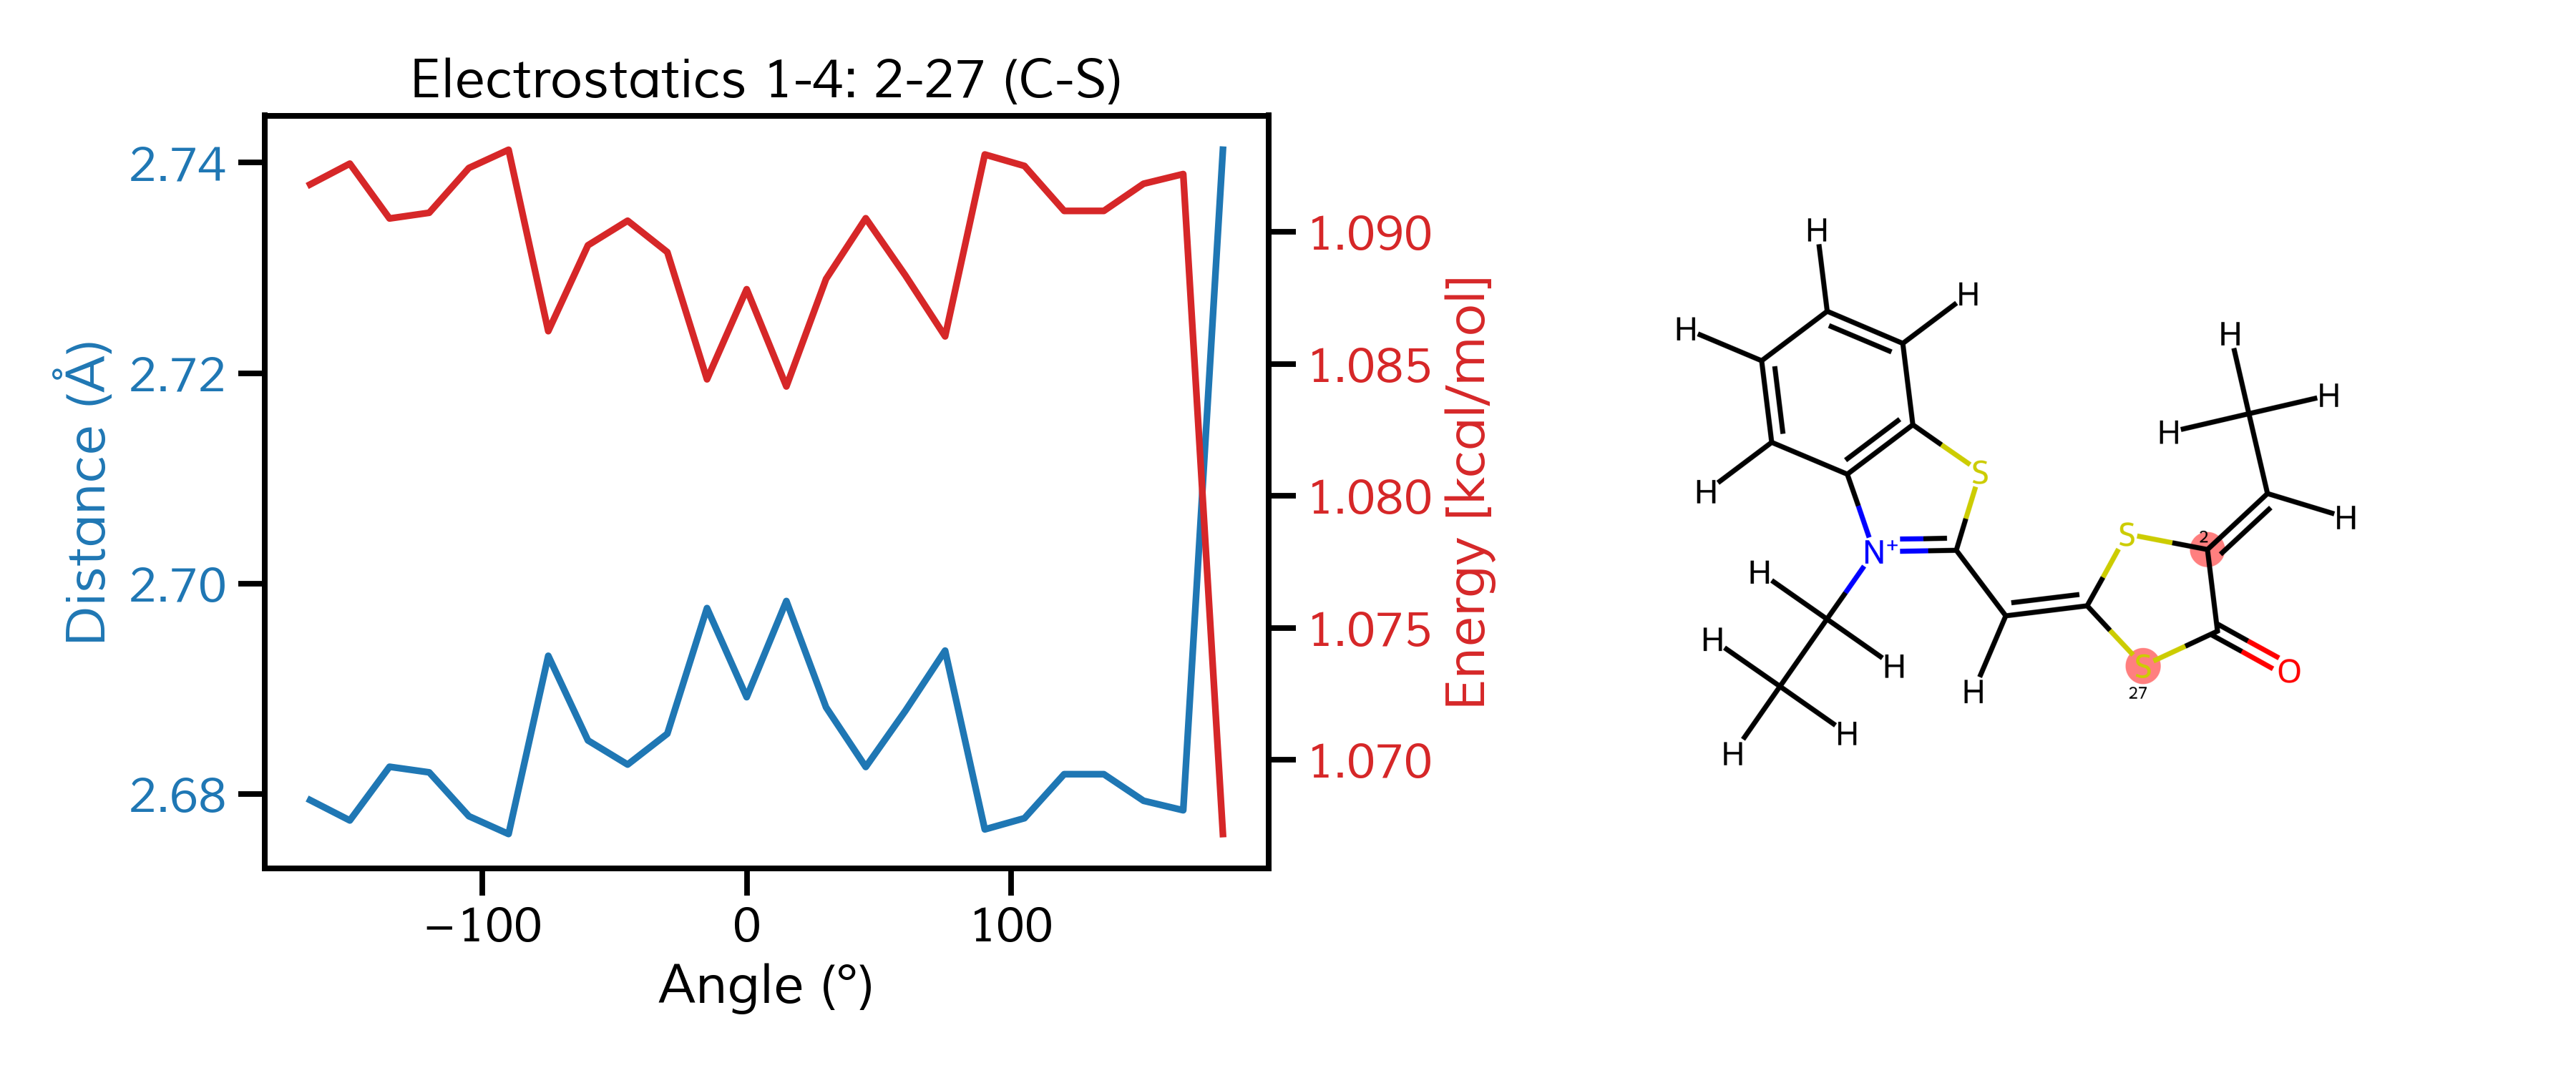 Electrostatics 1-4: 2-27 (C-S)
Distance (Å)
2.74
2.72
2.70
2.68
−100
0
100
Angle (°)
1.090
1.085
1.080
1.075
1.070
Energy [kcal/mol]
H
H
H
H
H
H
H
S
H
S
2
N⁺
H
H
H
S
27
O
H
H
H